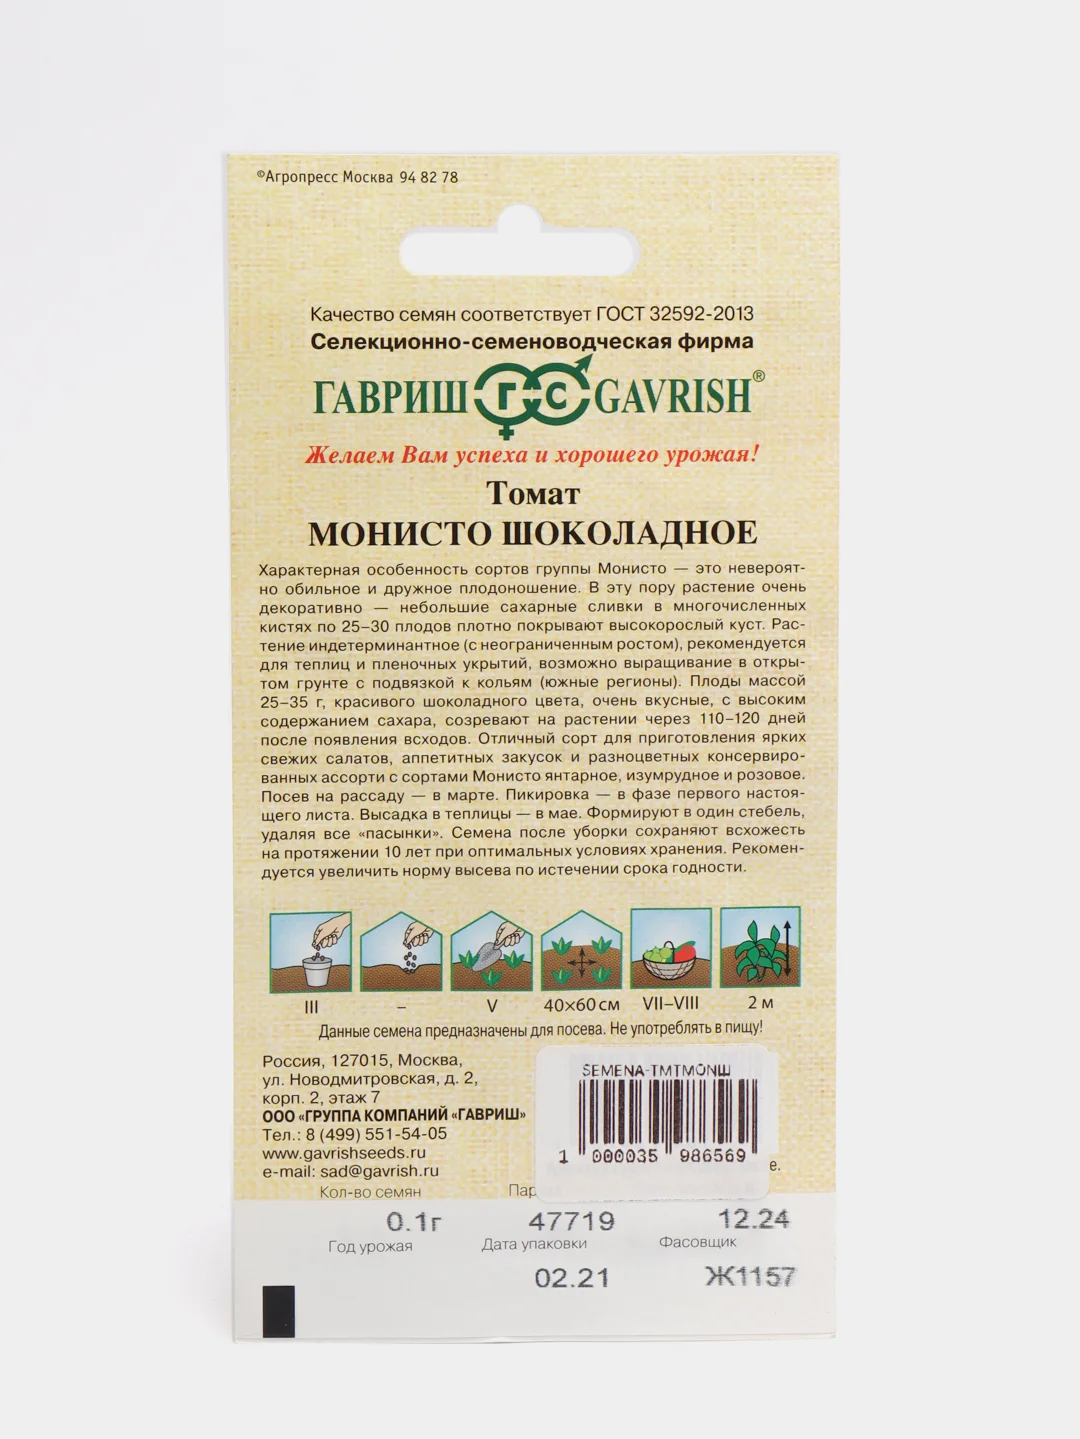 ©Агропресс Москва 94 82 78
Качество семян соответствует ГОСТ 32592-2013
Селекционно-семеноводческая фирма
ГАВРИШ ГС GAVRISH®
Желаем Вам успеха и хорошего урожая!
Томат
МОНИСТО ШОКОЛАДНОЕ
Характерная особенность сортов группы Монисто — это невероят-
но обильное и дружное плодоношение. В эту пору растение очень
декоративно — небольшие сахарные сливки в многочисленных
кистях по 25–30 плодов плотно покрывают высокорослый куст. Рас-
тение индетерминантное (с неограниченным ростом), рекомендуется
для теплиц и пленочных укрытий, возможно выращивание в откры-
том грунте с подвязкой к кольям (южные регионы). Плоды массой
25–35 г, красивого шоколадного цвета, очень вкусные, с высоким
содержанием сахара, созревают на растении через 110–120 дней
после появления всходов. Отличный сорт для приготовления ярких
свежих салатов, аппетитных закусок и разноцветных консервиро-
ванных ассорти с сортами Монисто янтарное, изумрудное и розовое.
Посев на рассаду — в марте. Пикировка — в фазе первого настоя-
щего листа. Высадка в теплицы — в мае. Формируют в один стебель,
удаляя все «пасынки». Семена после уборки сохраняют всхожесть
на протяжении 10 лет при оптимальных условиях хранения. Рекомен-
дуется увеличить норму высева по истечении срока годности.
III – V 40×60 см VII–VIII 2 м
Данные семена предназначены для посева. Не употреблять в пищу!
Россия, 127015, Москва,
ул. Новодмитровская, д. 2,
корп. 2, этаж 7
ООО «ГРУППА КОМПАНИЙ «ГАВРИШ»
Тел.: 8 (499) 551-54-05
www.gavrishseeds.ru
e-mail: sad@gavrish.ru
SEMENA-TMTMONШ
1 000035 986569
е.
Кол-во семян Пар
0.1г 47719 12.24
Год урожая Дата упаковки Фасовщик
02.21 Ж1157